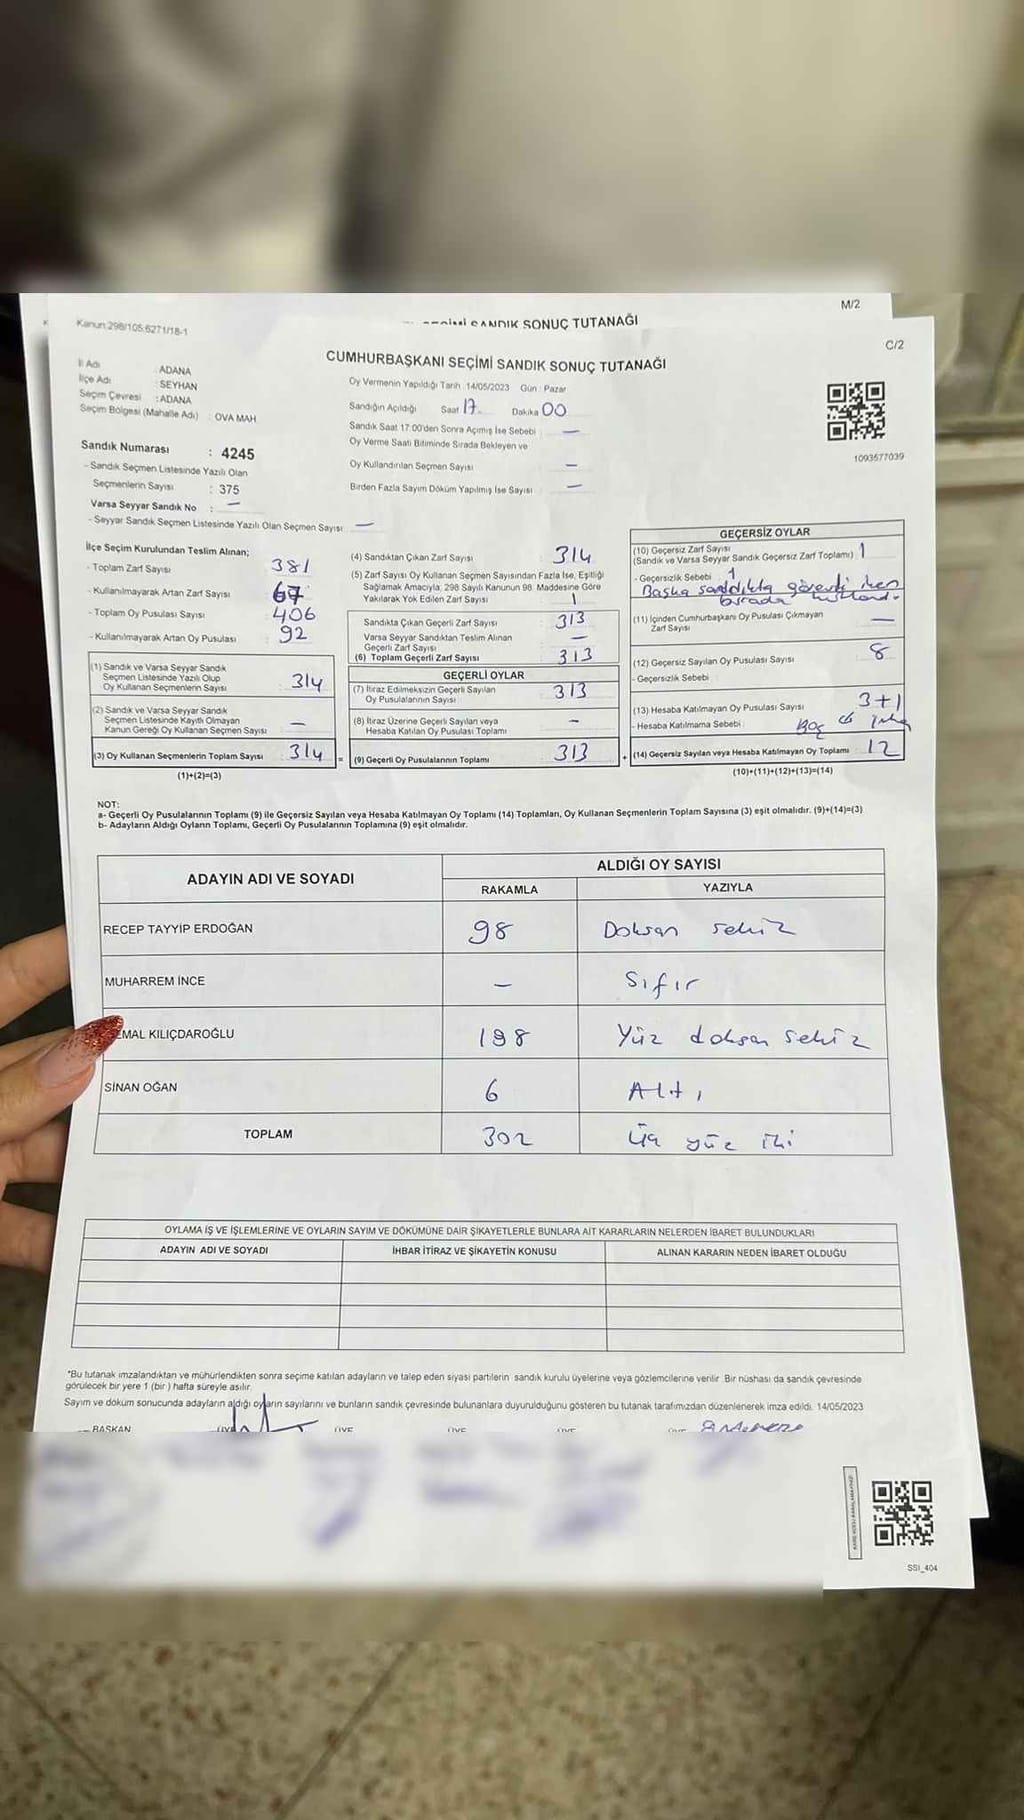 M/2
SEÇİMİ SANDIK SONUÇ TUTANAĞI
Kanun:298/105;6271/18-1
C/2
CUMHURBAŞKANI SEÇİMİ SANDIK SONUÇ TUTANAĞI
İl Adı : ADANA
İlçe Adı : SEYHAN
Seçim Çevresi : ADANA
Seçim Bölgesi (Mahalle Adı) : OVA MAH
Oy Vermenin Yapıldığı Tarih :14/05/2023 Gün : Pazar
Sandığın Açıldığı Saat 17 Dakika 00
Sandık Saat 17:00'den Sonra Açılmış İse Sebebi : —
Oy Verme Saati Bitiminde Sırada Bekleyen ve
Oy Kullandırılan Seçmen Sayısı —
Birden Fazla Sayım Döküm Yapılmış İse Sayısı : —
1093577039
Sandık Numarası : 4245
- Sandık Seçmen Listesinde Yazılı Olan
Seçmenlerin Sayısı : 375
Varsa Seyyar Sandık No : —
- Seyyar Sandık Seçmen Listesinde Yazılı Olan Seçmen Sayısı : —
İlçe Seçim Kurulundan Teslim Alınan;
- Toplam Zarf Sayısı 381
- Kullanılmayarak Artan Zarf Sayısı : 67
- Toplam Oy Pusulası Sayısı : 406
- Kullanılmayarak Artan Oy Pusulası : 92
(1) Sandık ve Varsa Seyyar Sandık
Seçmen Listesinde Yazılı Olup
Oy Kullanan Seçmenlerin Sayısı : 314
(2) Sandık ve Varsa Seyyar Sandık
Seçmen Listesinde Kayıtlı Olmayan
Kanun Gereği Oy Kullanan Seçmen Sayısı : —
(3) Oy Kullanan Seçmenlerin Toplam Sayısı : 314 =
(1)+(2)=(3)
(4) Sandıktan Çıkan Zarf Sayısı : 314
(5) Zarf Sayısı Oy Kullanan Seçmen Sayısından Fazla İse, Eşitliği
Sağlamak Amacıyla, 298 Sayılı Kanunun 98. Maddesine Göre
Yakılarak Yok Edilen Zarf Sayısı : 1
Sandıkta Çıkan Geçerli Zarf Sayısı : 313
Varsa Seyyar Sandıktan Teslim Alınan
Geçerli Zarf Sayısı : —
(6) Toplam Geçerli Zarf Sayısı : 313
GEÇERLİ OYLAR
(7) İtiraz Edilmeksizin Geçerli Sayılan
Oy Pusulalarının Sayısı : 313
(8) İtiraz Üzerine Geçerli Sayılan veya
Hesaba Katılan Oy Pusulası Toplamı : —
(9) Geçerli Oy Pusulalarının Toplamı : 313 +
GEÇERSİZ OYLAR
(10) Geçersiz Zarf Sayısı
(Sandık ve Varsa Seyyar Sandık Geçersiz Zarf Toplamı) : 1
- Geçersizlik Sebebi : 1
Başka sandıkta görevli iken
burada
(11) İçinden Cumhurbaşkanı Oy Pusulası Çıkmayan
Zarf Sayısı —
(12) Geçersiz Sayılan Oy Pusulası Sayısı 8
- Geçersizlik Sebebi :
(13) Hesaba Katılmayan Oy Pusulası Sayısı : 3+1
- Hesaba Katılmama Sebebi : Boş
(14) Geçersiz Sayılan veya Hesaba Katılmayan Oy Toplamı : 12
(10)+(11)+(12)+(13)=(14)
NOT:
a- Geçerli Oy Pusulalarının Toplamı (9) ile Geçersiz Sayılan veya Hesaba Katılmayan Oy Toplamı (14) Toplamları, Oy Kullanan Seçmenlerin Toplam Sayısına (3) eşit olmalıdır. (9)+(14)=(3)
b- Adayların Aldığı Oyların Toplamı, Geçerli Oy Pusulalarının Toplamına (9) eşit olmalıdır.
ADAYIN ADI VE SOYADI ALDIĞI OY SAYISI
RAKAMLA YAZIYLA
RECEP TAYYİP ERDOĞAN 98 Doksan sekiz
MUHARREM İNCE — Sıfır
EMAL KILIÇDAROĞLU 198 Yüz doksan sekiz
SİNAN OĞAN 6 Altı
TOPLAM 302 Üç yüz iki
OYLAMA İŞ VE İŞLEMLERİNE VE OYLARIN SAYIM VE DÖKÜMÜNE DAİR ŞİKAYETLERLE BUNLARA AİT KARARLARIN NELERDEN İBARET BULUNDUKLARI
ADAYIN ADI VE SOYADI İHBAR İTİRAZ VE ŞİKAYETİN KONUSU ALINAN KARARIN NEDEN İBARET OLDUĞU
*Bu tutanak imzalandıktan ve mühürlendikten sonra seçime katılan adayların ve talep eden siyasi partilerin sandık kurulu üyelerine veya gözlemcilerine verilir. Bir nüshası da sandık çevresinde
görülecek bir yere 1 (bir ) hafta süreyle asılır.
Sayım ve döküm sonucunda adayların aldığı oyların sayılarını ve bunların sandık çevresinde bulunanlara duyurulduğunu gösteren bu tutanak tarafımızdan düzenlenerek imza edildi. 14/05/2023
BAŞKAN ÜYE ÜYE ÜYE ÜYE ÜYE
SSI_404